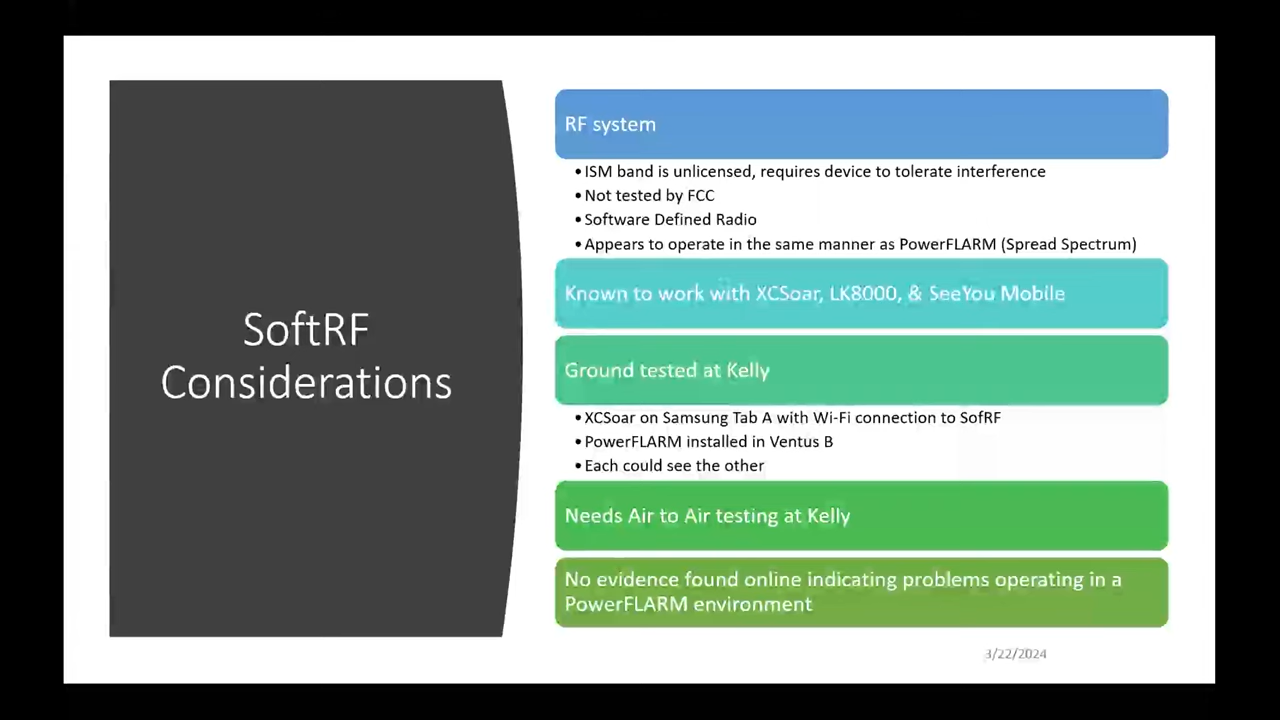 SoftRF
Considerations
RF system
•ISM band is unlicensed, requires device to tolerate interference
•Not tested by FCC
•Software Defined Radio
•Appears to operate in the same manner as PowerFLARM (Spread Spectrum)
Known to work with XCSoar, LK8000, & SeeYou Mobile
Ground tested at Kelly
•XCSoar on Samsung Tab A with Wi-Fi connection to SofRF
•PowerFLARM installed in Ventus B
•Each could see the other
Needs Air to Air testing at Kelly
No evidence found online indicating problems operating in a
PowerFLARM environment
3/22/2024